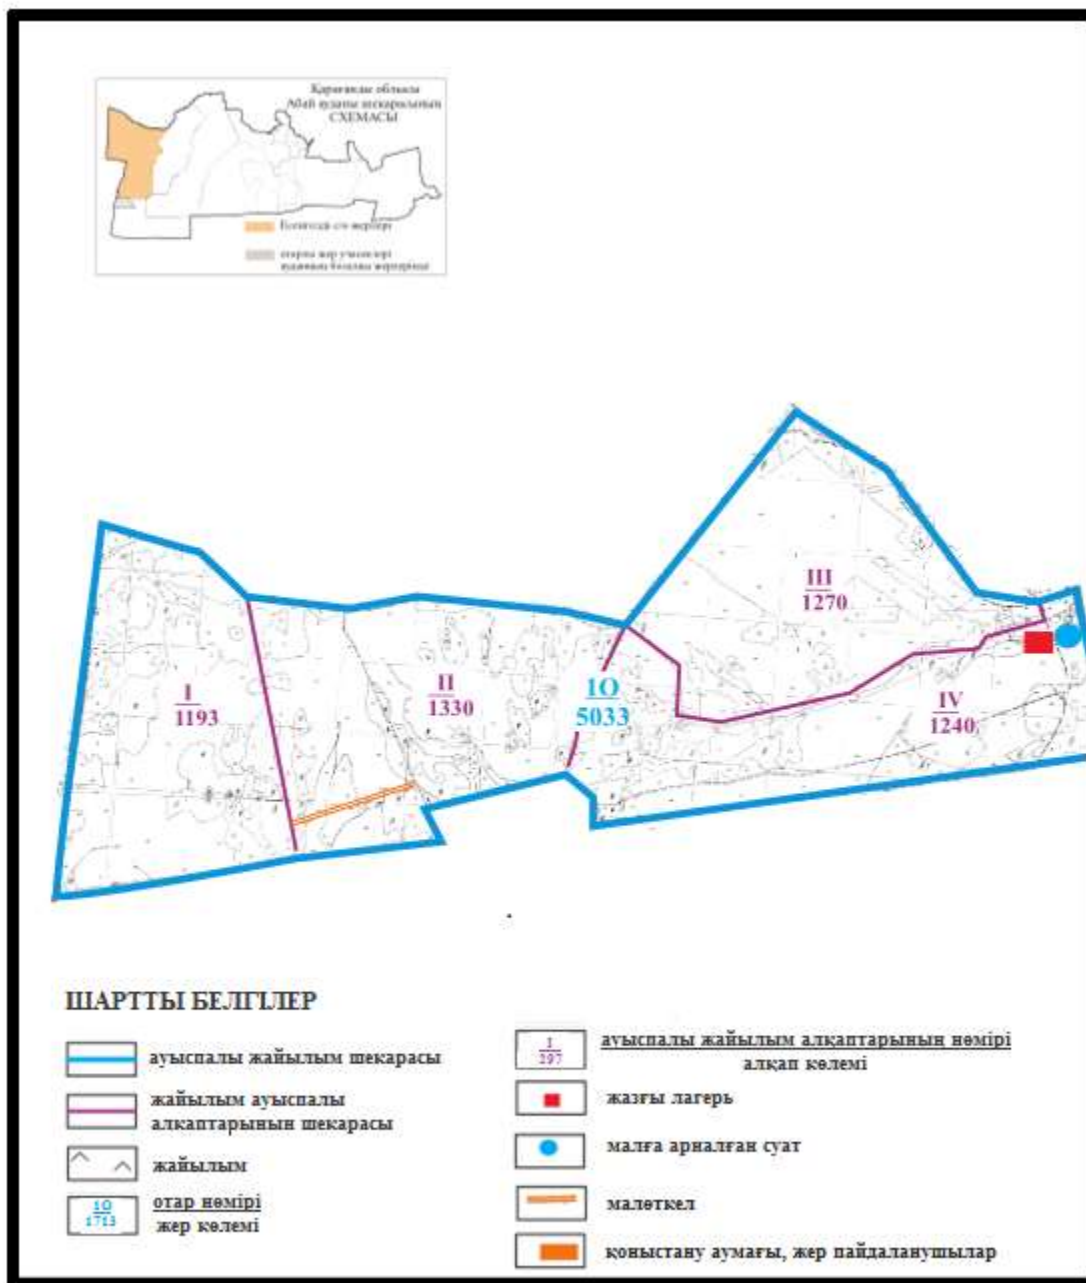 Қарағанды облысы
Абай ауданы шекарасының
СХЕМАСЫ
III
1270
I
1193
II
1330
1О
5033
IV
1240
ШАРТТЫ БЕЛГІЛЕР
ауыспалы жайылым шекарасы
жайылым ауыспалы
алқаптарының шекарасы
жайылым
1О
1713
отар нөмірі
жер көлемі
I
297
ауыспалы жайылым алқаптарының нөмірі
алқап көлемі
жазғы лагерь
малға арналған суат
малөткел
қоныстану аумағы, жер пайдаланушылар